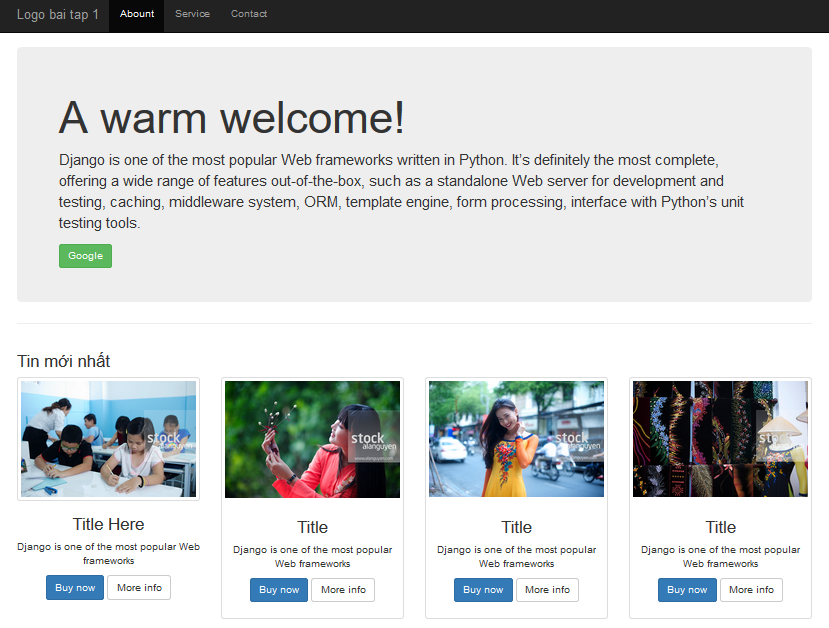 Logo bai tap 1 Abount Service Contact
A warm welcome!
Django is one of the most popular Web frameworks written in Python. It's definitely the most complete,
offering a wide range of features out-of-the-box, such as a standalone Web server for development and
testing, caching, middleware system, ORM, template engine, form processing, interface with Python's unit
testing tools.
Google
Tin mới nhất
stock
alanguyen
stock
alanguyen
www.alanguyen.com
stock
alanguyen
Title Here
Django is one of the most popular Web
frameworks
Buy now More info
Title
Django is one of the most popular
Web frameworks
Buy now More info
Title
Django is one of the most popular
Web frameworks
Buy now More info
Title
Django is one of the most popular
Web frameworks
Buy now More info